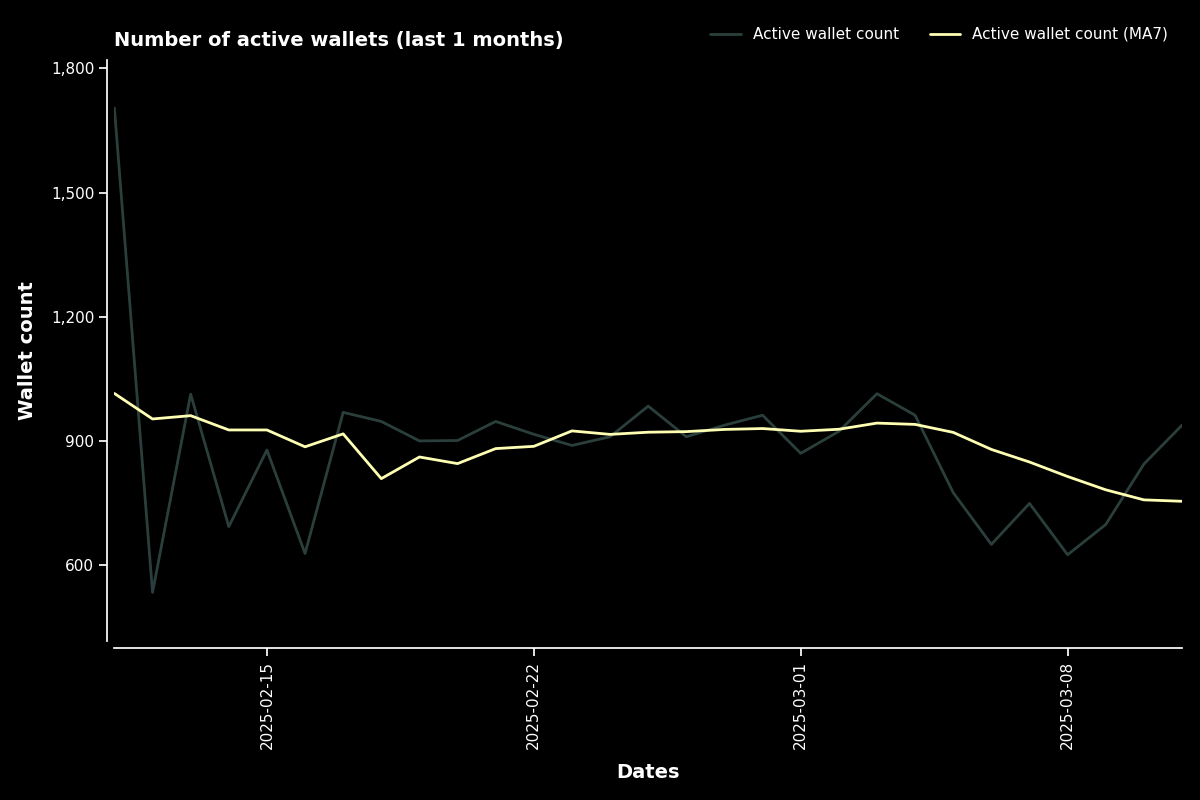 Number of active wallets (last 1 months)
Active wallet count
Active wallet count (MA7)
1,800
1,500
1,200
900
600
Wallet count
2025-02-15
2025-02-22
2025-03-01
2025-03-08
Dates